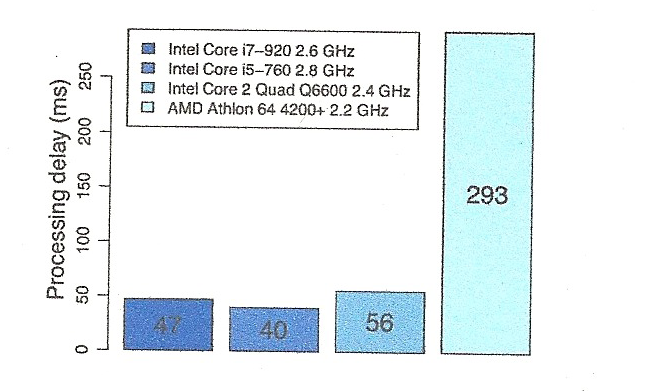 Intel Core i7–920 2.6 GHz
Intel Core i5–760 2.8 GHz
Intel Core 2 Quad Q6600 2.4 GHz
AMD Athlon 64 4200+ 2.2 GHz
Processing delay (ms)
250
200
150
100
50
0
47
40
56
293